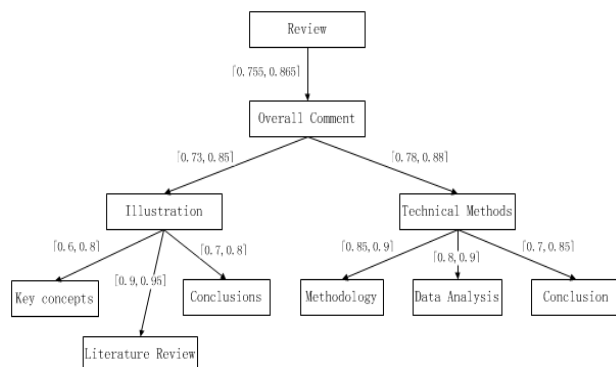 Review
[0.755, 0.865]
Overall Comment
[0.73, 0.85]
[0.78, 0.88]
Illustration
Technical Methods
[0.6, 0.8]
[0.9, 0.95]
[0.7, 0.8]
[0.85, 0.9]
[0.8, 0.9]
[0.7, 0.85]
Key concepts
Conclusions
Methodology
Data Analysis
Conclusion
Literature Review